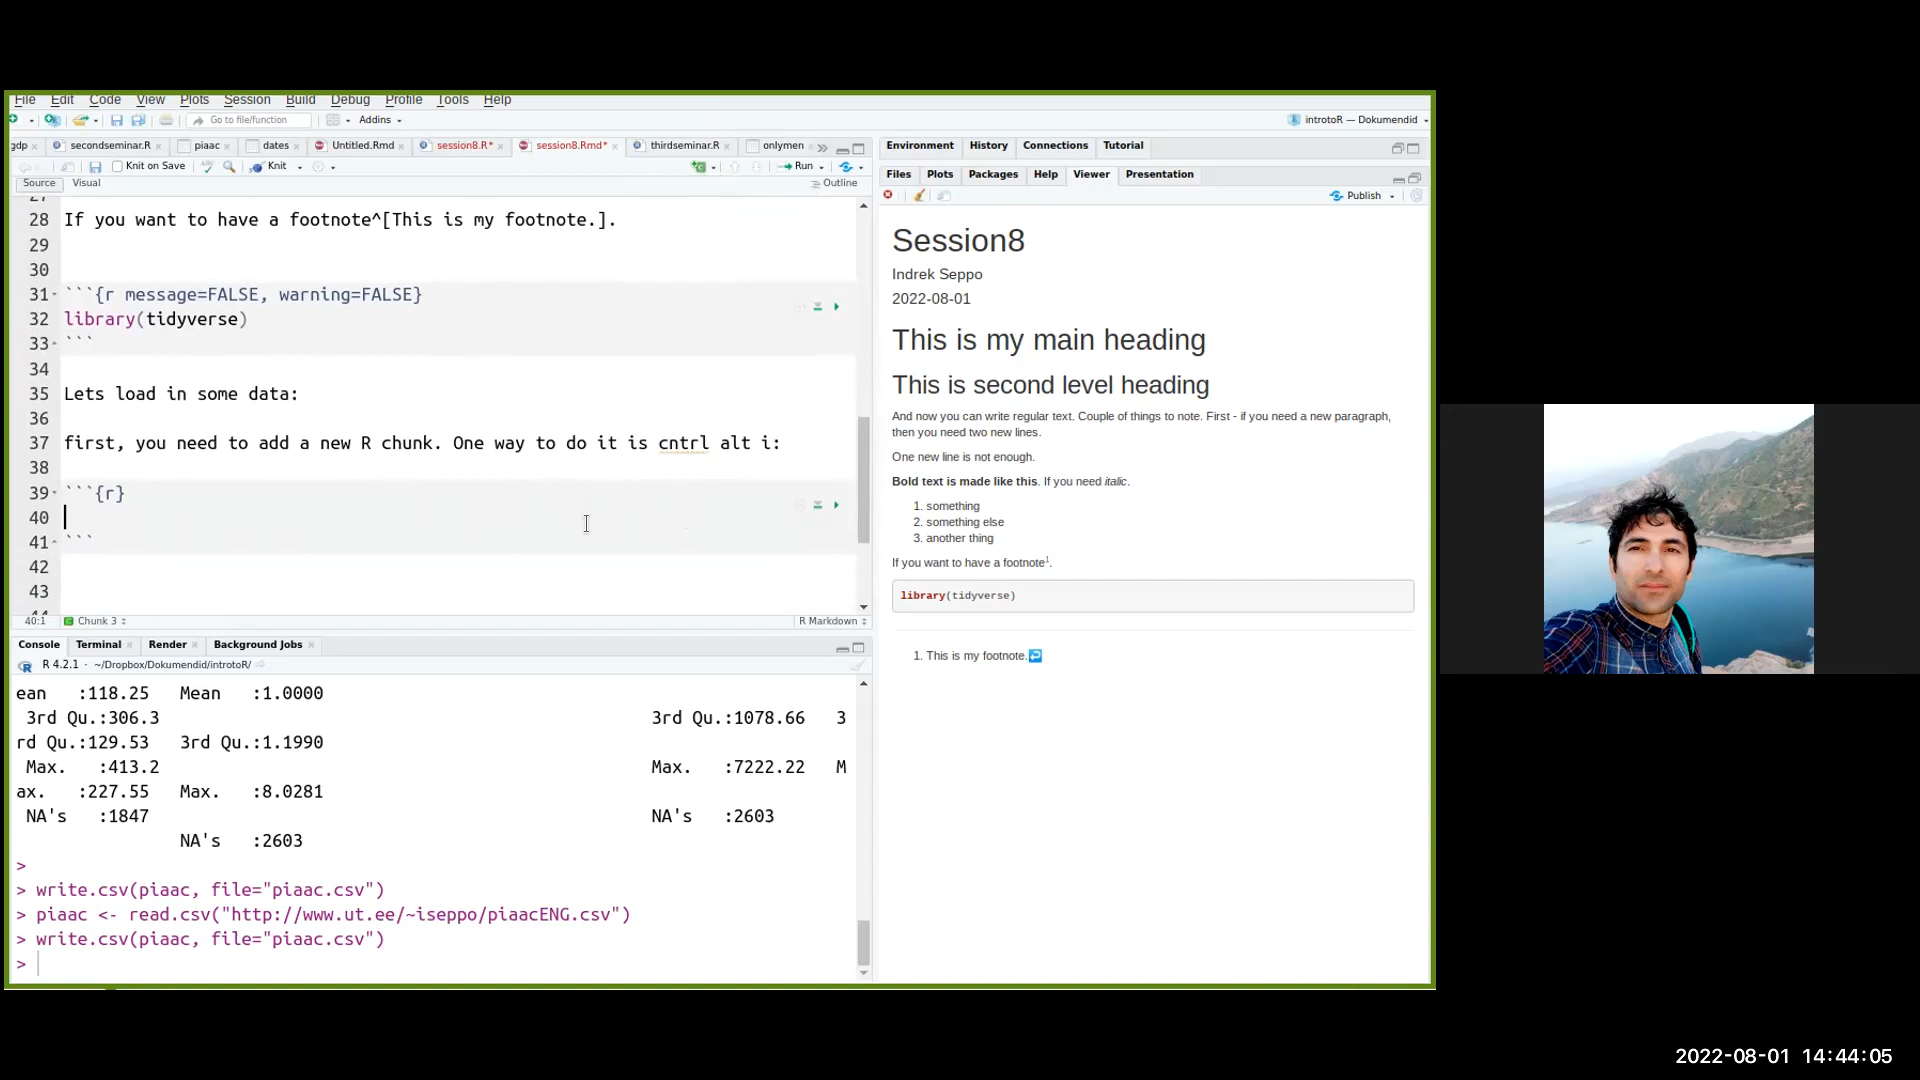 File Edit Code View Plots Session Build Debug Profile Tools Help
Go to file/function Addins introtoR — Dokumendid
gdp secondseminar.R piaac dates Untitled.Rmd session8.R* session8.Rmd* thirdseminar.R onlymen
Knit on Save Knit Run
Source Visual Outline
27
28 If you want to have a footnote^[This is my footnote.].
29
30
31 ```{r message=FALSE, warning=FALSE}
32 library(tidyverse)
33 ```
34
35 Lets load in some data:
36
37 first, you need to add a new R chunk. One way to do it is cntrl alt i:
38
39 ```{r}
40
41 ```
42
43
44
40:1 Chunk 3 R Markdown
Console Terminal Render Background Jobs
R 4.2.1 · ~/Dropbox/Dokumendid/introtoR/
ean :118.25 Mean :1.0000
3rd Qu.:306.3 3rd Qu.:1078.66 3
rd Qu.:129.53 3rd Qu.:1.1990
Max. :413.2 Max. :7222.22 M
ax. :227.55 Max. :8.0281
NA's :1847 NA's :2603
NA's :2603
>
> write.csv(piaac, file="piaac.csv")
> piaac <- read.csv("http://www.ut.ee/~iseppo/piaacENG.csv")
> write.csv(piaac, file="piaac.csv")
>
Environment History Connections Tutorial
Files Plots Packages Help Viewer Presentation
Publish
Session8
Indrek Seppo
2022-08-01
This is my main heading
This is second level heading
And now you can write regular text. Couple of things to note. First - if you need a new paragraph,
then you need two new lines.
One new line is not enough.
Bold text is made like this. If you need italic.
1. something
2. something else
3. another thing
If you want to have a footnote1.
library(tidyverse)
1. This is my footnote.
2022-08-01 14:44:05